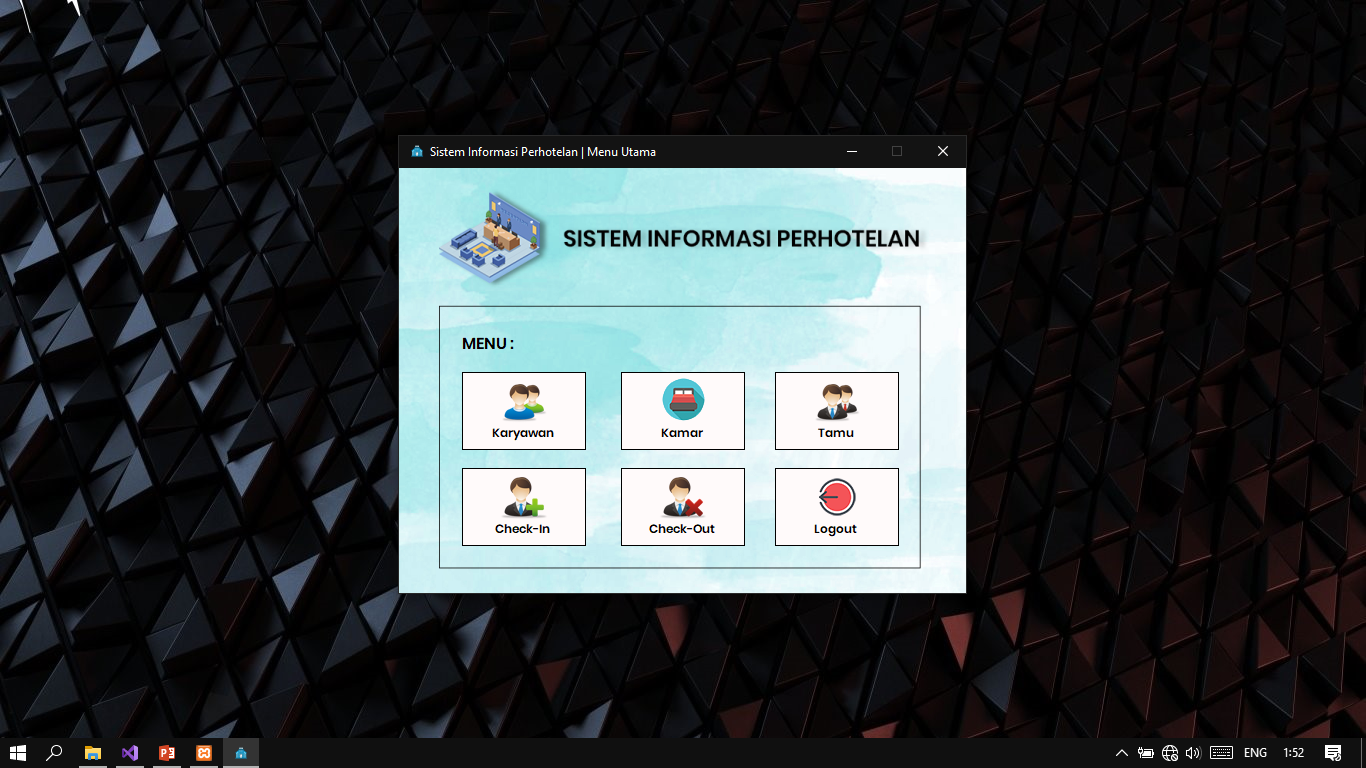 Sistem Informasi Perhotelan | Menu Utama
SISTEM INFORMASI PERHOTELAN
MENU :
Karyawan
Kamar
Tamu
Check-In
Check-Out
Logout
ENG
1:52